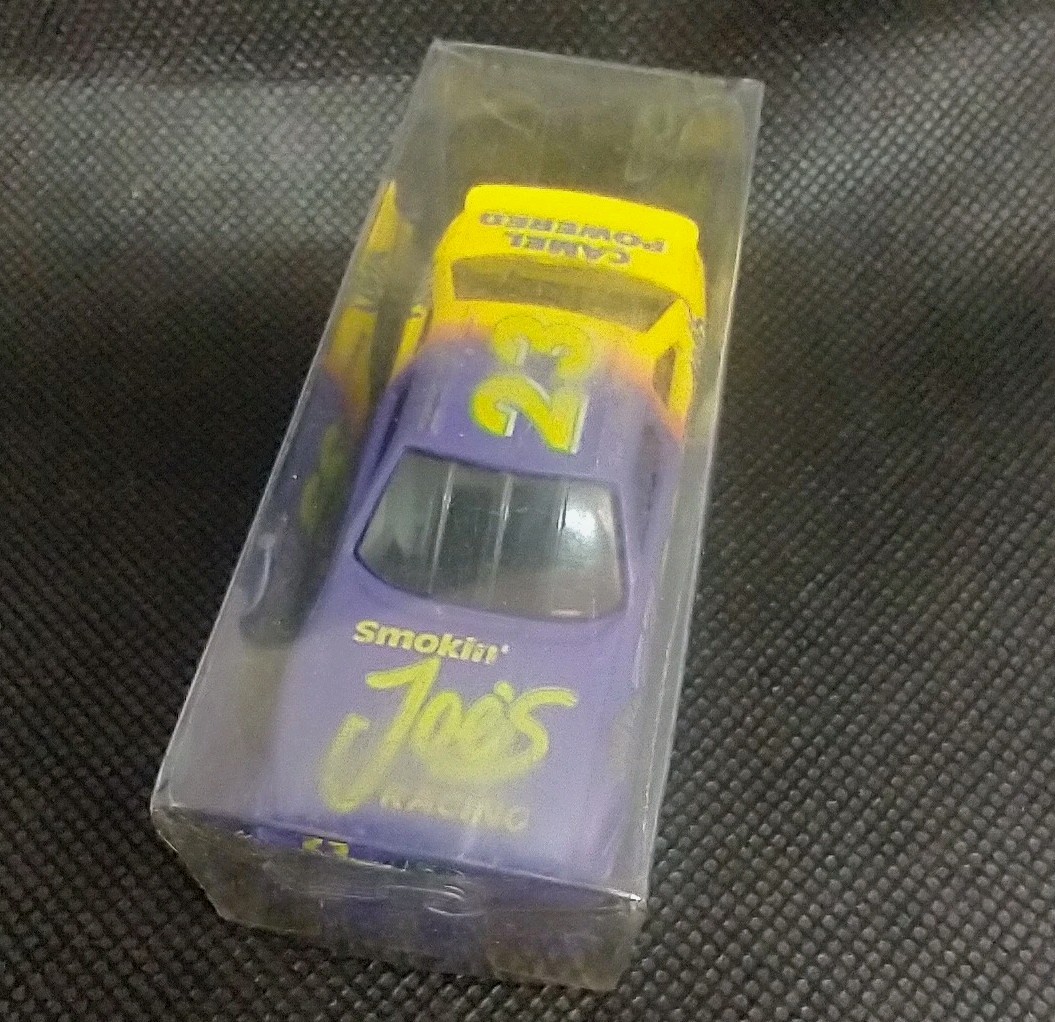 CAMEL
POWERED
23
Smokin'
Joe's
RACING